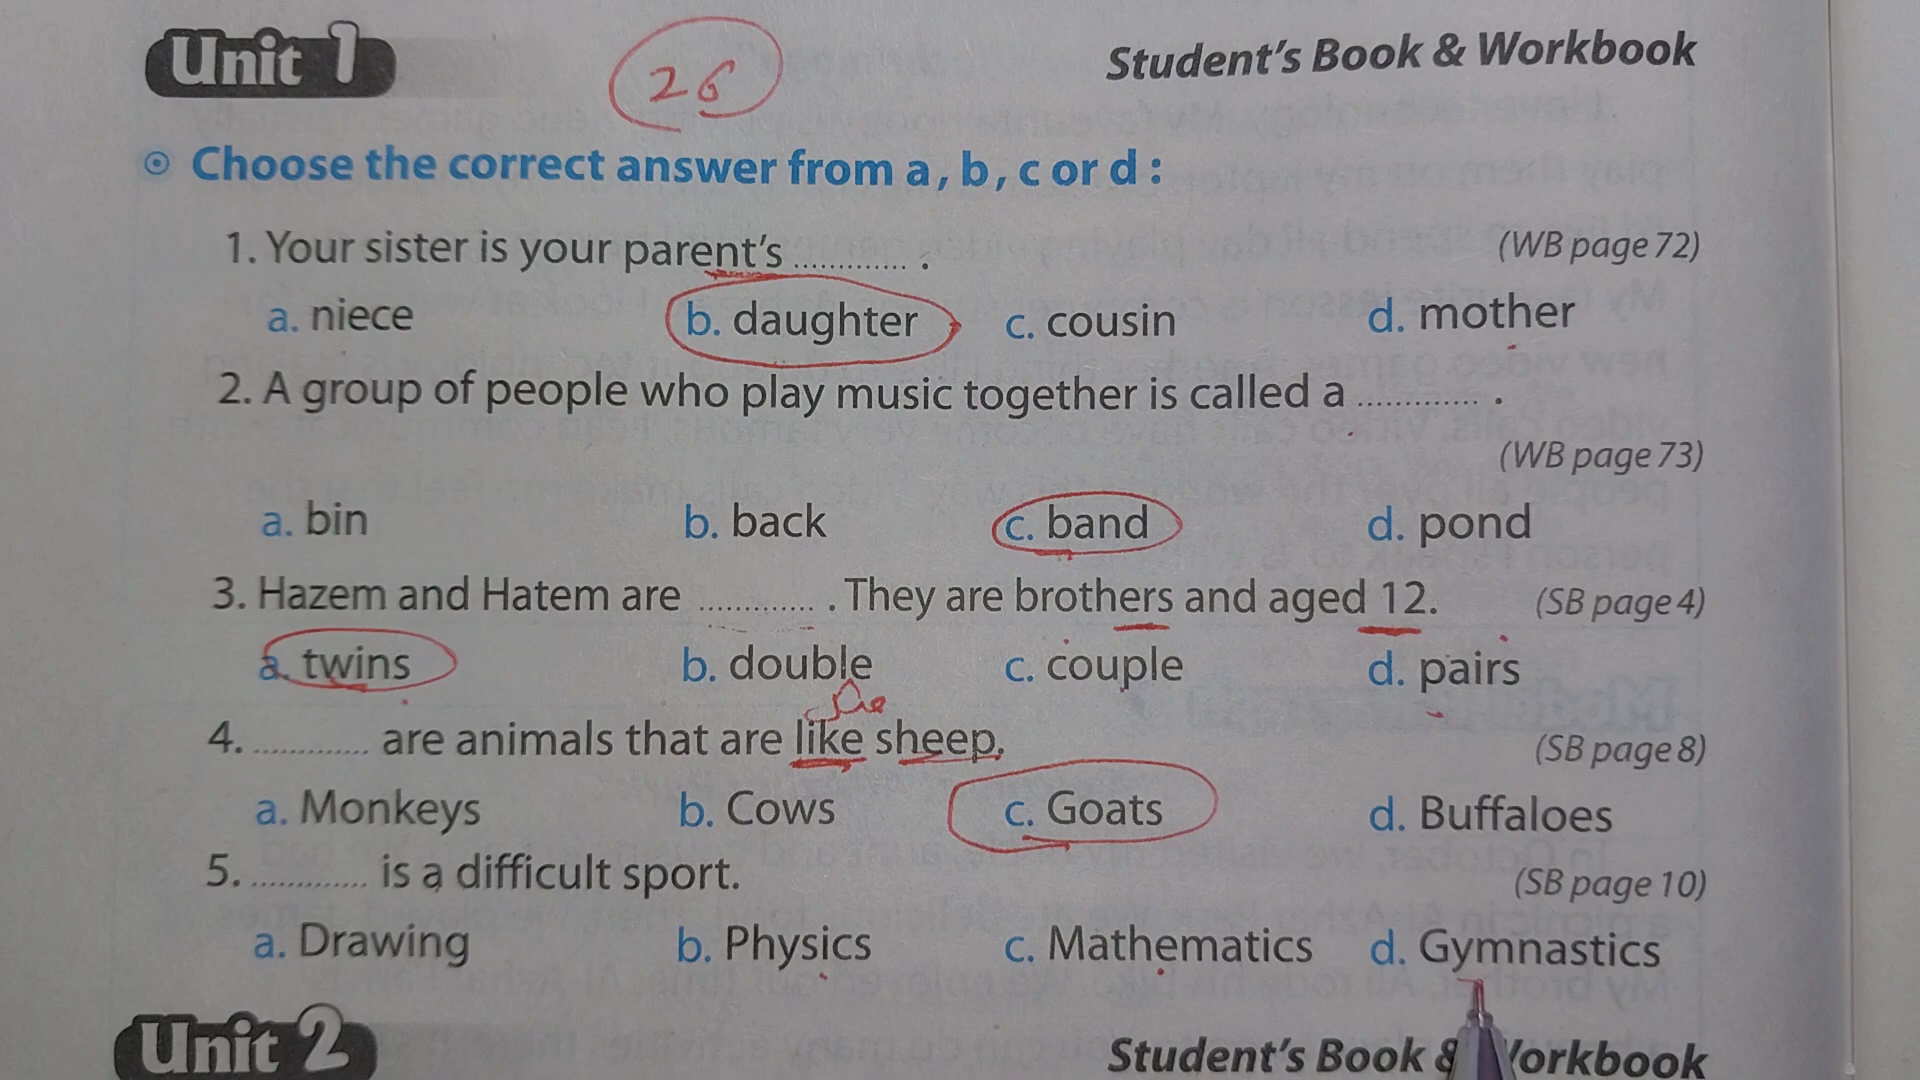 Unit 1
26
Student's Book & Workbook
Choose the correct answer from a, b, c or d :
1. Your sister is your parent's ............. .
(WB page 72)
a. niece b. daughter c. cousin d. mother
2. A group of people who play music together is called a ............. .
(WB page 73)
a. bin b. back c. band d. pond
3. Hazem and Hatem are ............. . They are brothers and aged 12. (SB page 4)
a. twins b. double c. couple d. pairs
مثل
4. ............. are animals that are like sheep. (SB page 8)
a. Monkeys b. Cows c. Goats d. Buffaloes
5. ............. is a difficult sport. (SB page 10)
a. Drawing b. Physics c. Mathematics d. Gymnastics
Unit 2
Student's Book & Workbook